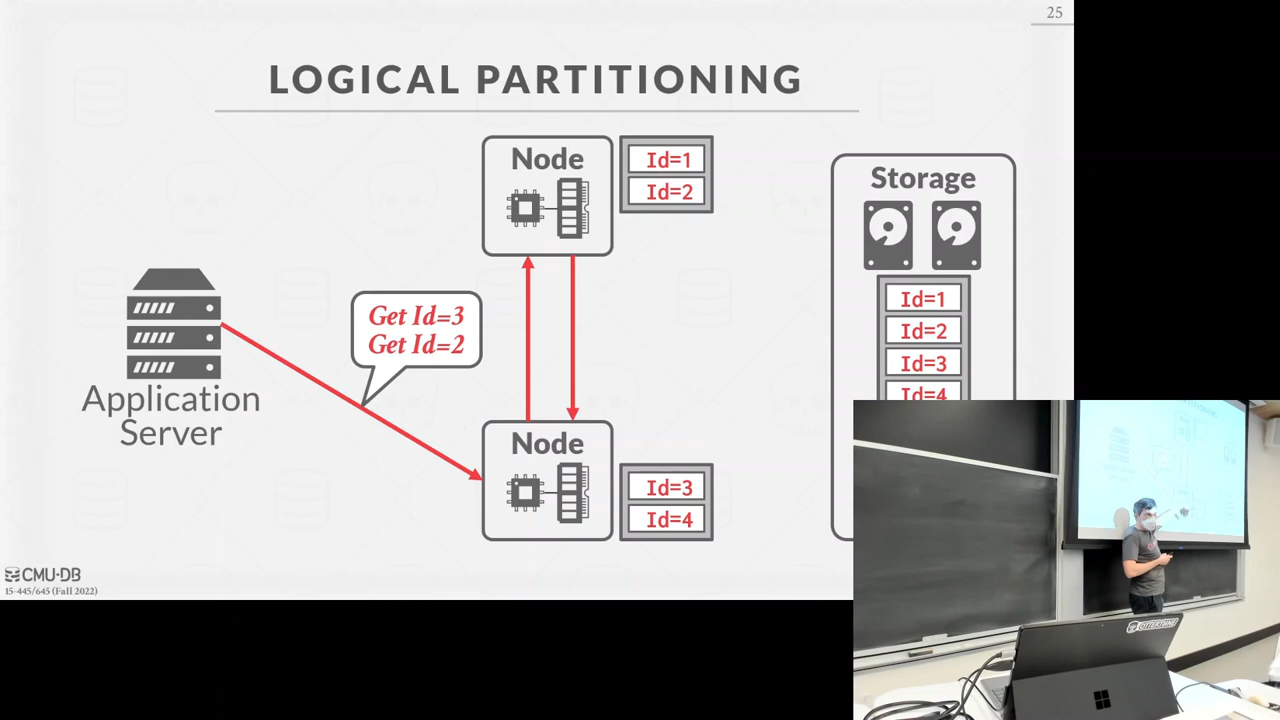 25
LOGICAL PARTITIONING
Node
Id=1
Id=2
Storage
Id=1
Id=2
Id=3
Id=4
Get Id=3
Get Id=2
Application
Server
Node
Id=3
Id=4
CMU·DB
15-445/645 (Fall 2022)